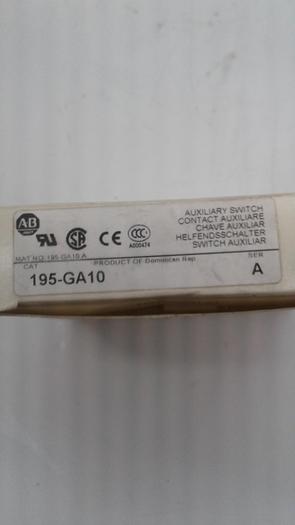 AB
AUXILIARY SWITCH
CONTACT AUXILIARE
CHAVE AUXILIAR
HELFENDSSCHALTER
SWITCH AUXILIAR
A000474
MAT NO. 195-GA10 A
PRODUCT OF Dominican Rep
CAT
SER
195-GA10
A